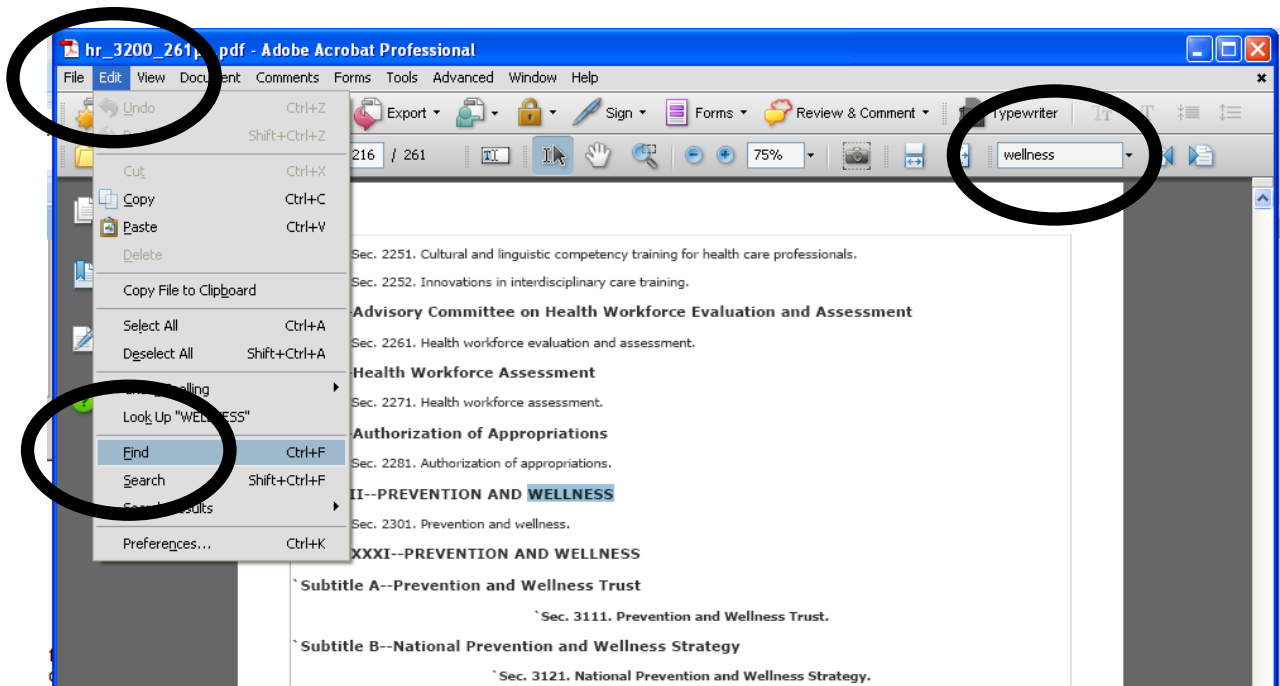 hr_3200_261p pdf - Adobe Acrobat Professional
File Edit View Document Comments Forms Tools Advanced Window Help
Undo Ctrl+Z
Shift+Ctrl+Z
Export Sign Forms Review & Comment Typewriter
216 / 261 75% wellness
Cut Ctrl+X
Copy Ctrl+C
Paste Ctrl+V
Delete
Copy File to Clipboard
Select All Ctrl+A
Deselect All Shift+Ctrl+A
Look Up "WELLNESS"
Find Ctrl+F
Search Shift+Ctrl+F
Search Results
Preferences... Ctrl+K
Sec. 2251. Cultural and linguistic competency training for health care professionals.
Sec. 2252. Innovations in interdisciplinary care training.
-Advisory Committee on Health Workforce Evaluation and Assessment
Sec. 2261. Health workforce evaluation and assessment.
-Health Workforce Assessment
Sec. 2271. Health workforce assessment.
-Authorization of Appropriations
Sec. 2281. Authorization of appropriations.
II--PREVENTION AND WELLNESS
Sec. 2301. Prevention and wellness.
XXXI--PREVENTION AND WELLNESS
`Subtitle A--Prevention and Wellness Trust
`Sec. 3111. Prevention and Wellness Trust.
`Subtitle B--National Prevention and Wellness Strategy
`Sec. 3121. National Prevention and Wellness Strategy.